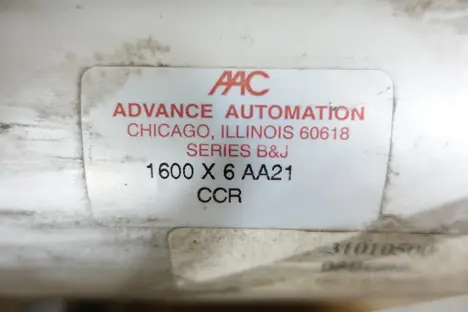 AAC
ADVANCE AUTOMATION
CHICAGO, ILLINOIS 60618
SERIES B&J
1600 X 6 AA21
CCR